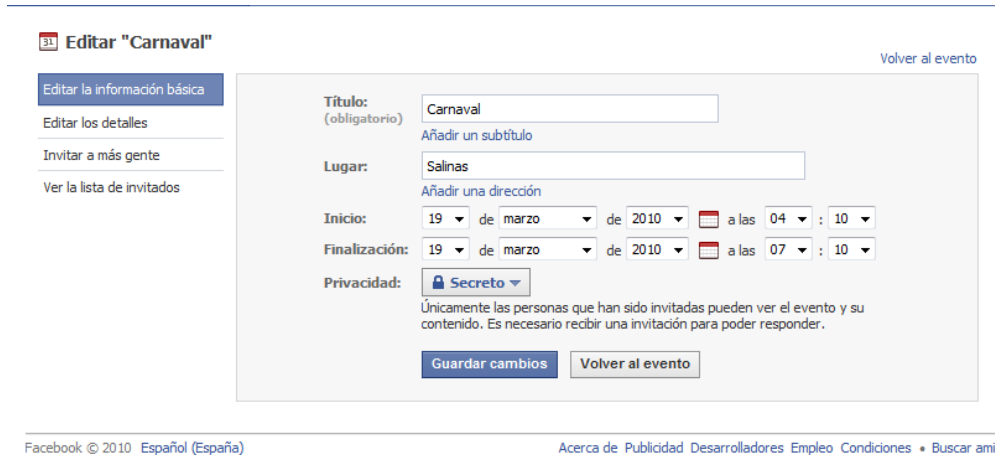 31 Editar "Carnaval"
Volver al evento
Editar la información básica
Editar los detalles
Invitar a más gente
Ver la lista de invitados
Título: Carnaval
(obligatorio)
Añadir un subtítulo
Lugar: Salinas
Añadir una dirección
Inicio: 19 de marzo de 2010 a las 04 : 10
Finalización: 19 de marzo de 2010 a las 07 : 10
Privacidad: Secreto
Únicamente las personas que han sido invitadas pueden ver el evento y su
contenido. Es necesario recibir una invitación para poder responder.
Guardar cambios Volver al evento
Facebook © 2010 Español (España) Acerca de Publicidad Desarrolladores Empleo Condiciones • Buscar ami